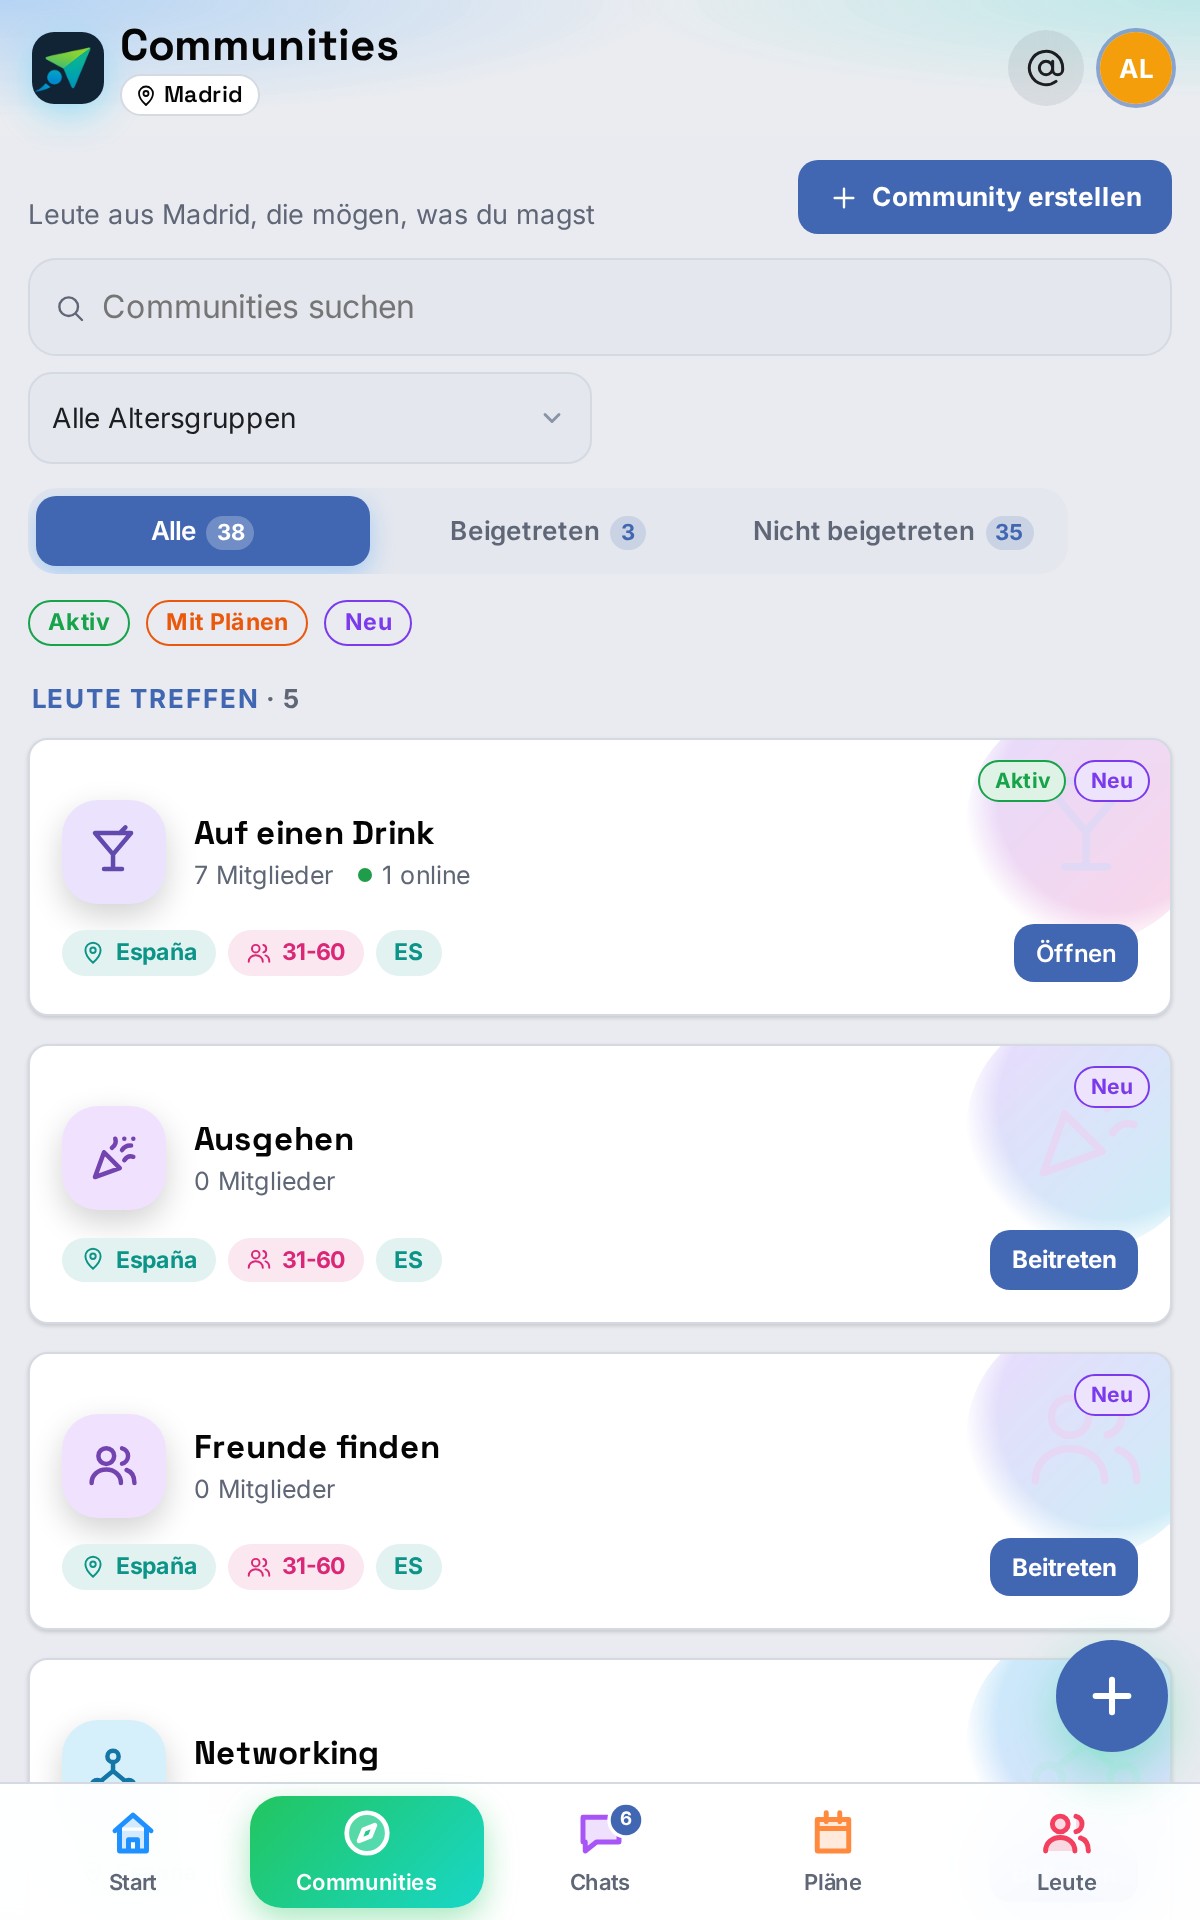 Communities
Madrid
@
AL
Leute aus Madrid, die mögen, was du magst
Community erstellen
Communities suchen
Alle Altersgruppen
Alle 38
Beigetreten 3
Nicht beigetreten 35
Aktiv
Mit Plänen
Neu
LEUTE TREFFEN · 5
Aktiv
Neu
Auf einen Drink
7 Mitglieder
1 online
España
31-60
ES
Öffnen
Neu
Ausgehen
0 Mitglieder
España
31-60
ES
Beitreten
Neu
Freunde finden
0 Mitglieder
España
31-60
ES
Beitreten
Networking
Start
Communities
6
Chats
Pläne
Leute